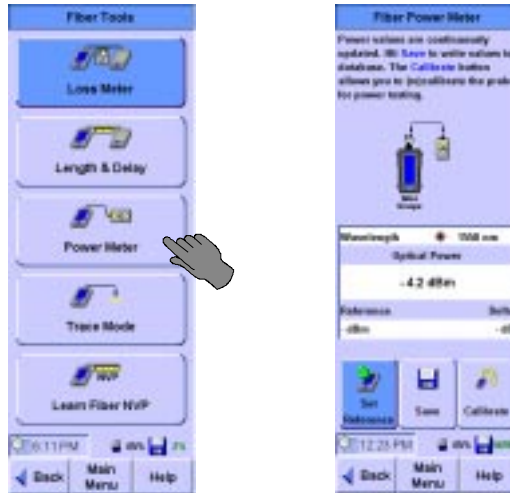 Fiber Tools
Loss Meter
Length & Delay
Power Meter
Trace Mode
Learn Fiber NVP
6:11 PM
Back
Main
Menu
Help
Fiber Power Meter
Power values are continuously
updated. Hit Save to write values to
database. The Calibrate button
allows you to (re)calibrate the probe
for power testing.
Wavelength 1550 nm
Optical Power
-4.2 dBm
Reference
- dBm
Set
Reference
Save
Calibrate
12:23 PM
Back
Main
Menu
Help